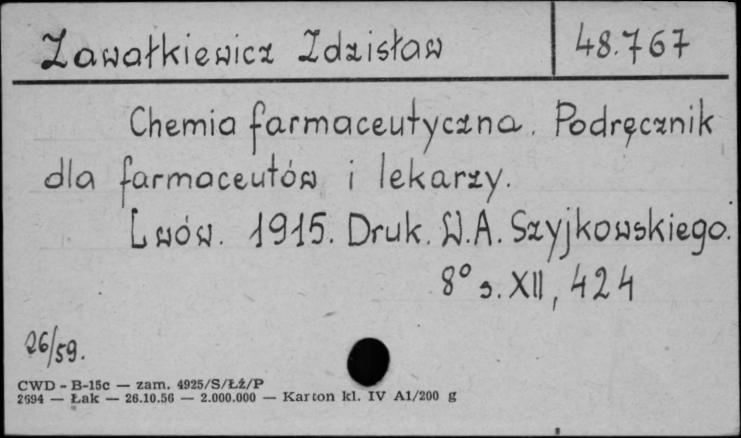 Zawałkiewicz Zdzisław 48.767
Chemia farmaceutyczna. Podręcznik
dla farmaceutów i lekarzy.
Lwów. 1915. Druk. W.A. Szyjkowskiego.
8° s. XII, 424
26/59.
CWD - B-15c — zam. 4925/S/ŁŻ/P
2694 — Łak — 26.10.56 — 2.000.000 — Karton kl. IV A1/200 g